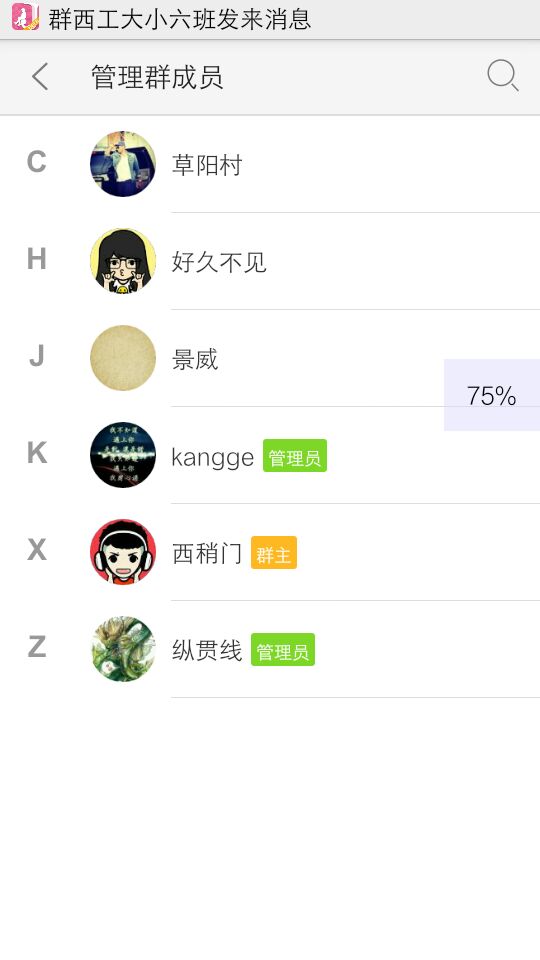 群西工大小六班发来消息
管理群成员
C
草阳村
H
好久不见
J
景威
75%
K
kangge 管理员
X
西稍门 群主
Z
纵贯线 管理员